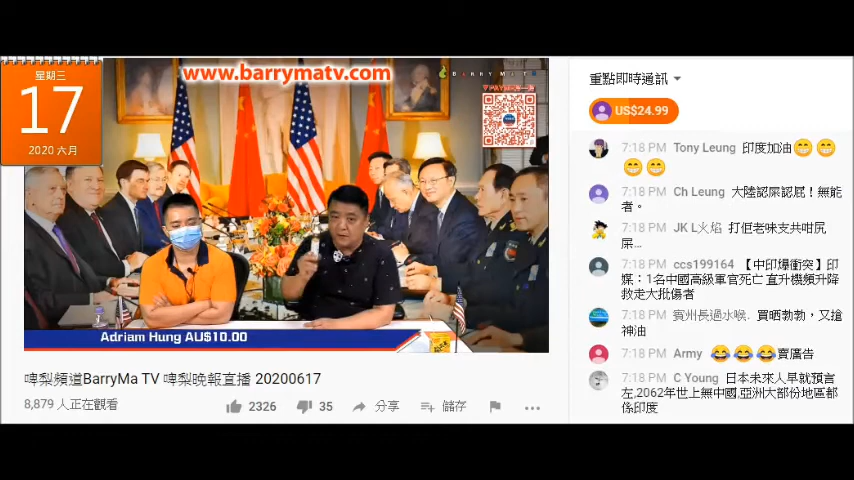 www.barrymatv.com
BARRYMATV
星期三
17
2020 六月
Adriam Hung AU$10.00
啤梨頻道BarryMa TV 啤梨晚報直播 20200617
8,879 人正在觀看
2326
35
分享
儲存
重點即時通訊
US$24.99
7:18 PM Tony Leung 印度加油😁😁
😁😁
7:18 PM Ch Leung 大陸認屎認屈！無能
者。
7:18 PM JK L火焰 打佢老味支共咁尻
屎...
7:18 PM ccs199164 【中印爆衝突】印
媒：1名中國高級軍官死亡 直升機頻升降
救走大批傷者
7:18 PM 賓州長過水喉. 買晒勃勃，又搶
神油
7:18 PM Army 😂😂😂賣廣告
7:18 PM C Young 日本未來人早就預言
左,2062年世上無中國,亞洲大部份地區都
係印度